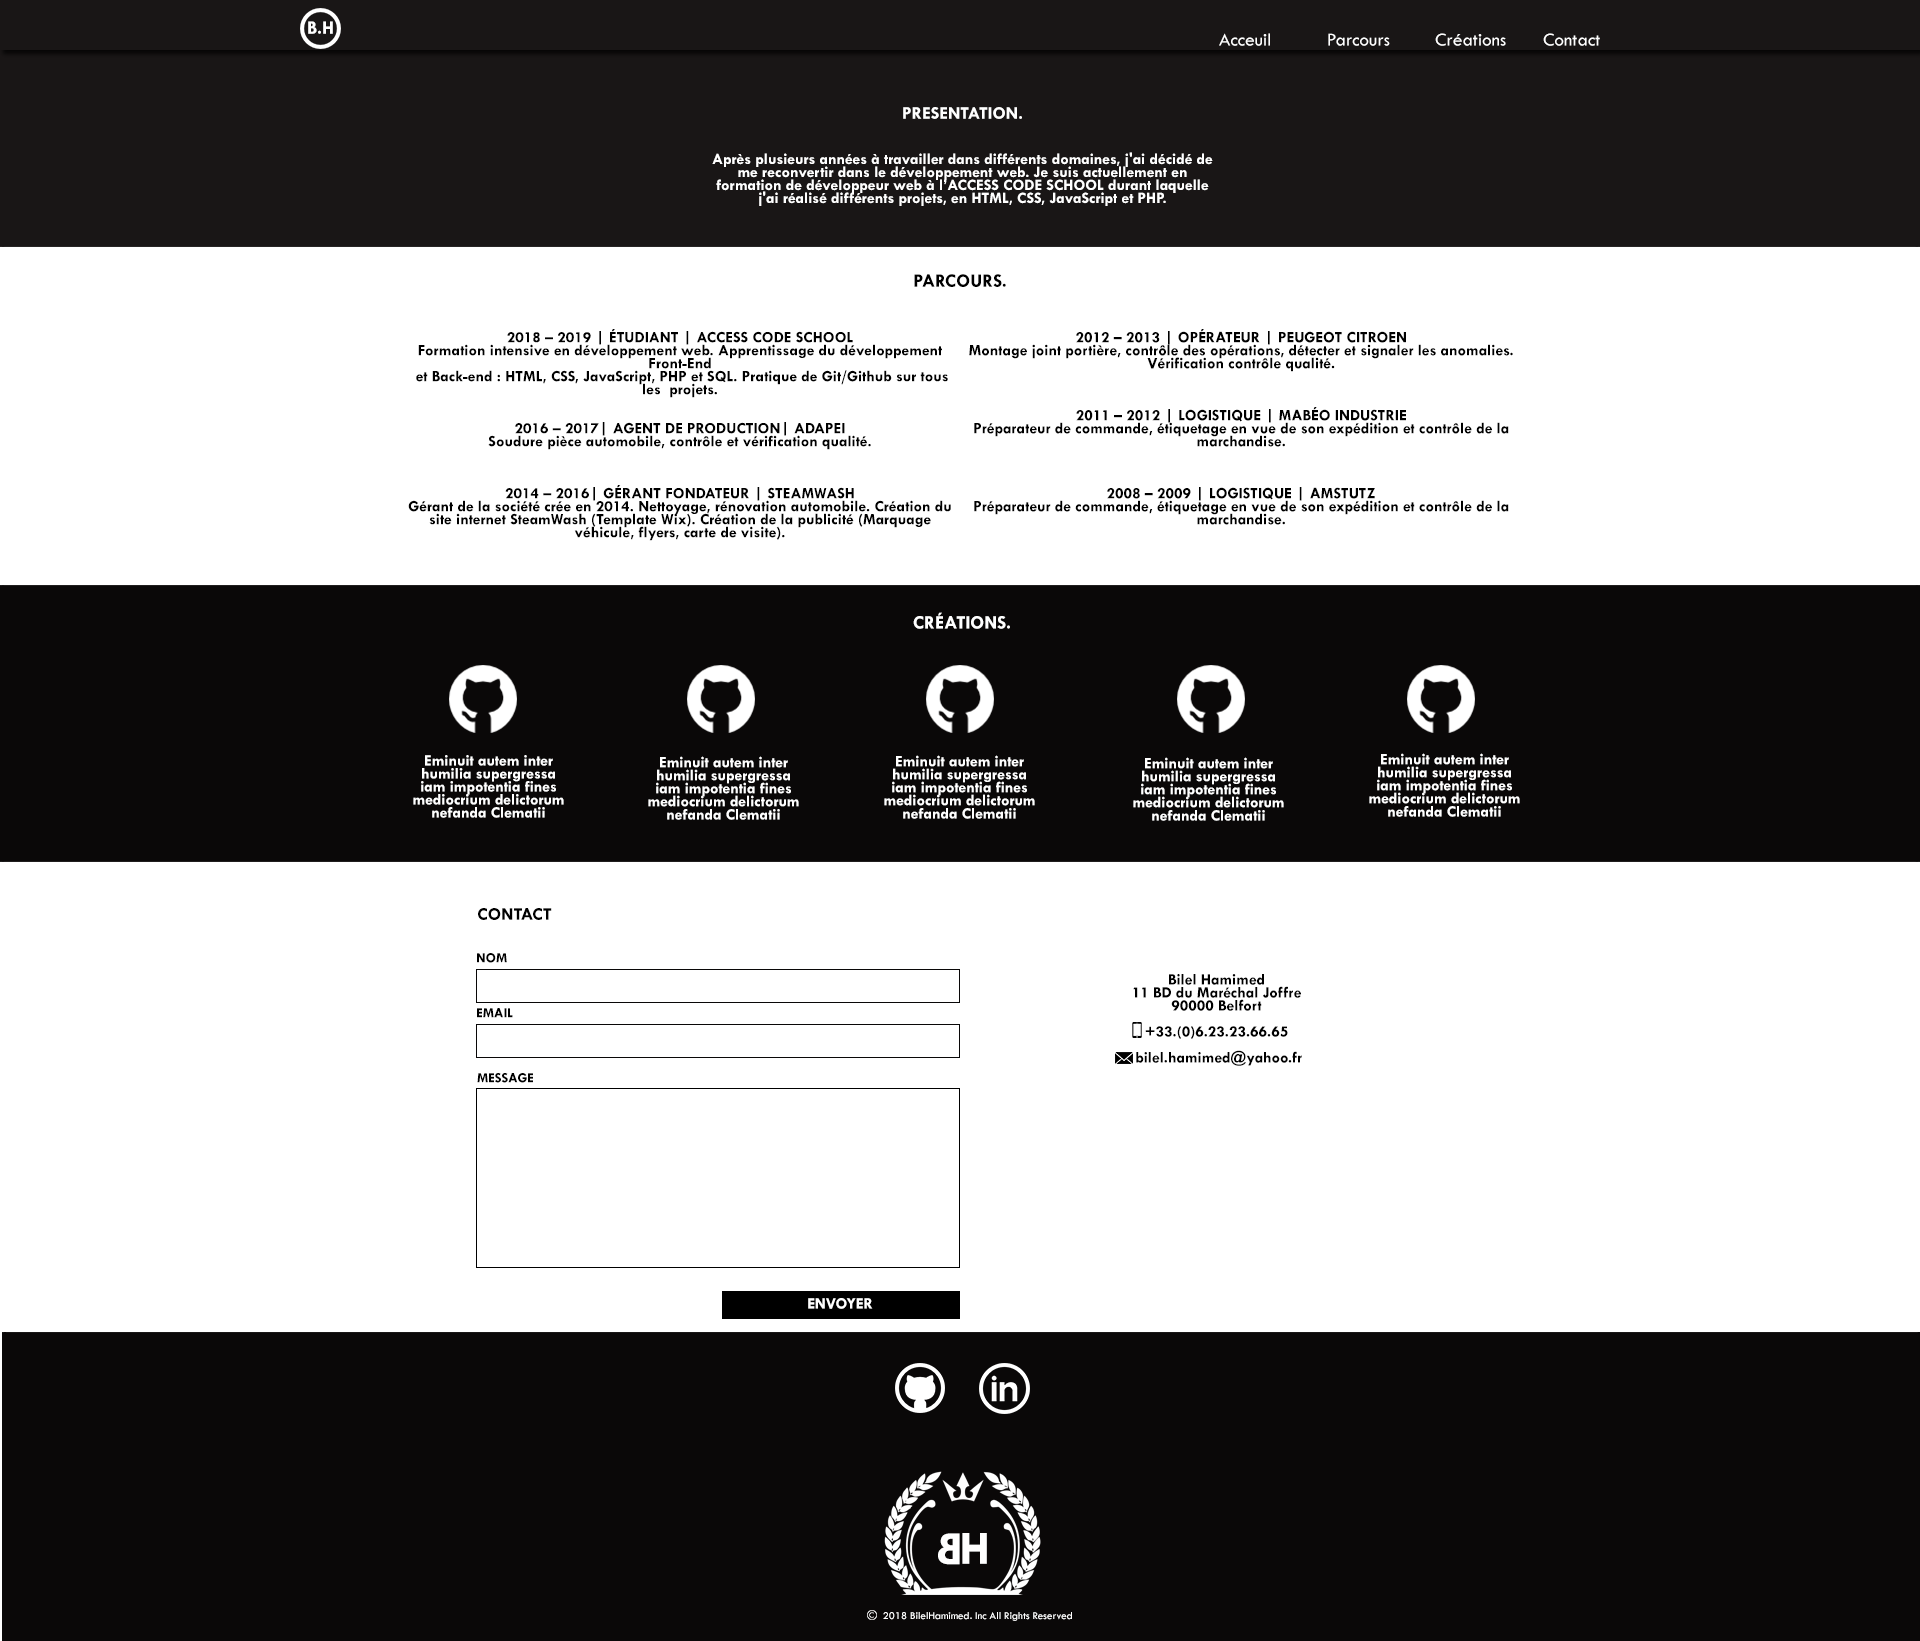 B.H
Acceuil
Parcours
Créations
Contact
PRESENTATION.
Après plusieurs années à travailler dans différents domaines, j'ai décidé de
me reconvertir dans le développement web. Je suis actuellement en
formation de développeur web à l'ACCESS CODE SCHOOL durant laquelle
j'ai réalisé différents projets, en HTML, CSS, JavaScript et PHP.
PARCOURS.
2018 – 2019 | ÉTUDIANT | ACCESS CODE SCHOOL
Formation intensive en développement web. Apprentissage du développement
Front-End
et Back-end : HTML, CSS, JavaScript, PHP et SQL. Pratique de Git/Github sur tous
les projets.
2016 – 2017| AGENT DE PRODUCTION| ADAPEI
Soudure pièce automobile, contrôle et vérification qualité.
2014 – 2016| GÉRANT FONDATEUR | STEAMWASH
Gérant de la société crée en 2014. Nettoyage, rénovation automobile. Création du
site internet SteamWash (Template Wix). Création de la publicité (Marquage
véhicule, flyers, carte de visite).
2012 – 2013 | OPÉRATEUR | PEUGEOT CITROEN
Montage joint portière, contrôle des opérations, détecter et signaler les anomalies.
Vérification contrôle qualité.
2011 – 2012 | LOGISTIQUE | MABÉO INDUSTRIE
Préparateur de commande, étiquetage en vue de son expédition et contrôle de la
marchandise.
2008 – 2009 | LOGISTIQUE | AMSTUTZ
Préparateur de commande, étiquetage en vue de son expédition et contrôle de la
marchandise.
CRÉATIONS.
Eminuit autem inter
humilia supergressa
iam impotentia fines
mediocrium delictorum
nefanda Clematii
Eminuit autem inter
humilia supergressa
iam impotentia fines
mediocrium delictorum
nefanda Clematii
Eminuit autem inter
humilia supergressa
iam impotentia fines
mediocrium delictorum
nefanda Clematii
Eminuit autem inter
humilia supergressa
iam impotentia fines
mediocrium delictorum
nefanda Clematii
Eminuit autem inter
humilia supergressa
iam impotentia fines
mediocrium delictorum
nefanda Clematii
CONTACT
NOM
EMAIL
MESSAGE
ENVOYER
Bilel Hamimed
11 BD du Maréchal Joffre
90000 Belfort
+33.(0)6.23.23.66.65
bilel.hamimed@yahoo.fr
in
BH
© 2018 BilelHamimed. Inc All Rights Reserved